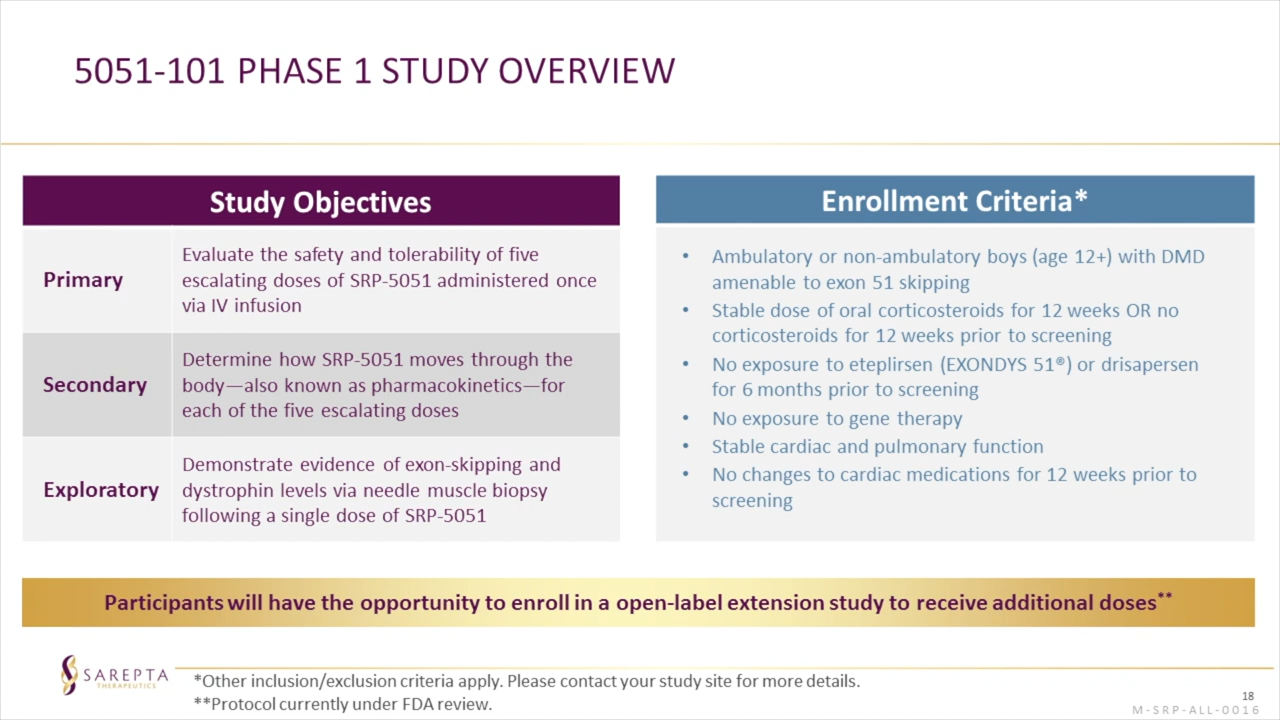 5051-101 PHASE 1 STUDY OVERVIEW
Study Objectives
Primary
Evaluate the safety and tolerability of five
escalating doses of SRP-5051 administered once
via IV infusion
Secondary
Determine how SRP-5051 moves through the
body—also known as pharmacokinetics—for
each of the five escalating doses
Exploratory
Demonstrate evidence of exon-skipping and
dystrophin levels via needle muscle biopsy
following a single dose of SRP-5051
Enrollment Criteria*
• Ambulatory or non-ambulatory boys (age 12+) with DMD
amenable to exon 51 skipping
• Stable dose of oral corticosteroids for 12 weeks OR no
corticosteroids for 12 weeks prior to screening
• No exposure to eteplirsen (EXONDYS 51®) or drisapersen
for 6 months prior to screening
• No exposure to gene therapy
• Stable cardiac and pulmonary function
• No changes to cardiac medications for 12 weeks prior to
screening
Participants will have the opportunity to enroll in a open-label extension study to receive additional doses**
SAREPTA
THERAPEUTICS
*Other inclusion/exclusion criteria apply. Please contact your study site for more details.
**Protocol currently under FDA review.
18
M-SRP-ALL-0016